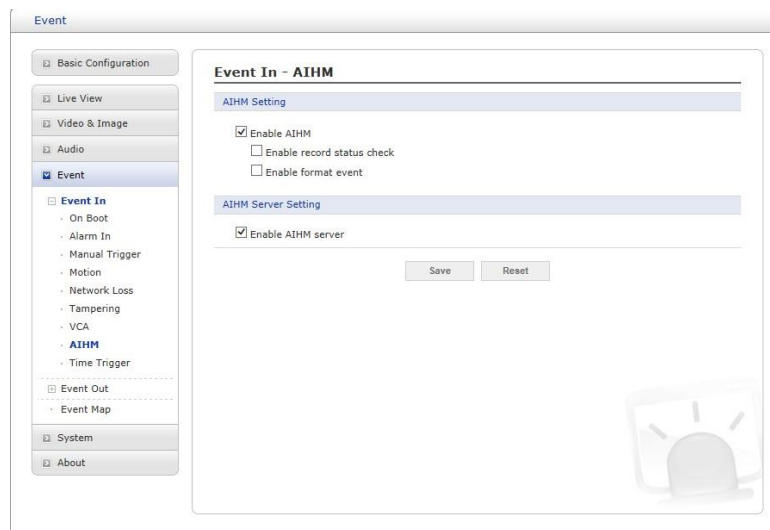 Event
Basic Configuration
Live View
Video & Image
Audio
Event
Event In
On Boot
Alarm In
Manual Trigger
Motion
Network Loss
Tampering
VCA
AIHM
Time Trigger
Event Out
Event Map
System
About
Event In - AIHM
AIHM Setting
Enable AIHM
Enable record status check
Enable format event
AIHM Server Setting
Enable AIHM server
Save Reset